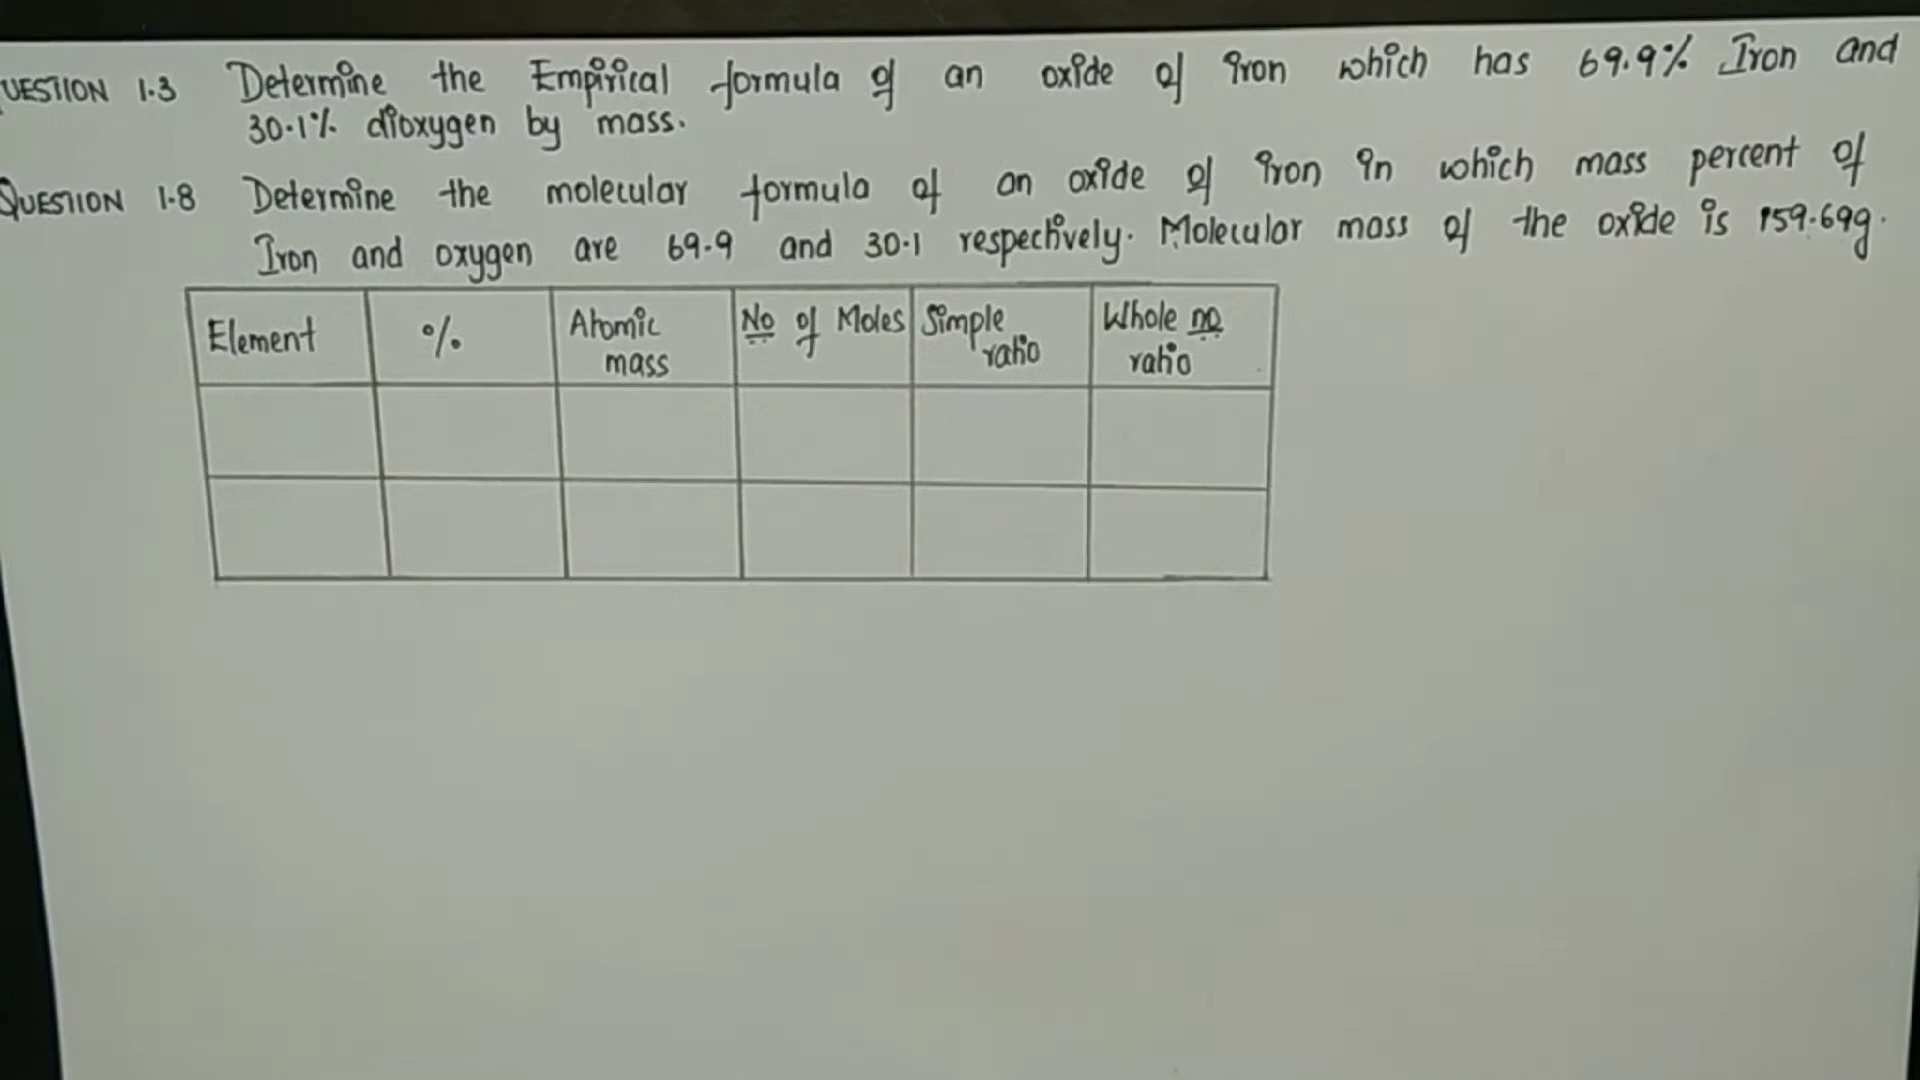 UESTION 1.3 Determine the Empirical formula of an oxide of iron which has 69.9% Iron and
30.1% dioxygen by mass.
QUESTION 1.8 Determine the molecular formula of an oxide of iron in which mass percent of
Iron and oxygen are 69.9 and 30.1 respectively. Molecular mass of the oxide is 159.69g.
Element % Atomic mass No of Moles Simple ratio Whole no ratio